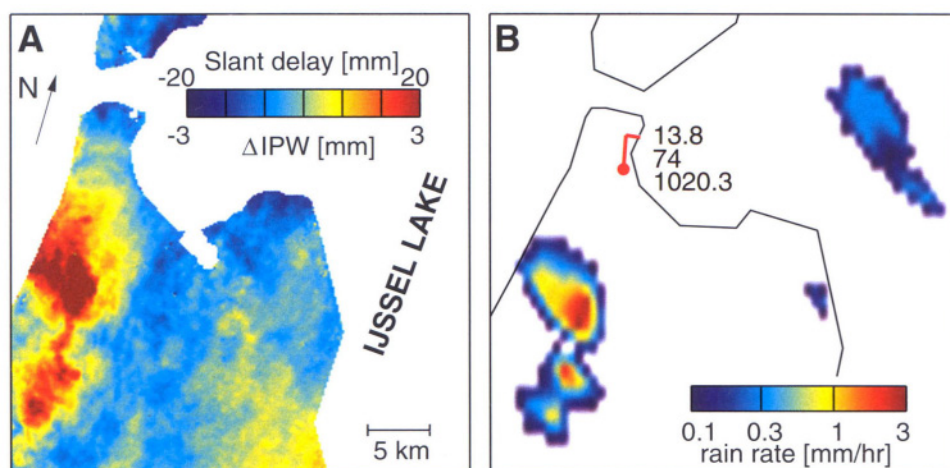 A
Slant delay [mm]
-20 20
-3 3
ΔIPW [mm]
N
IJSSEL LAKE
5 km
B
13.8
74
1020.3
0.1 0.3 1 3
rain rate [mm/hr]